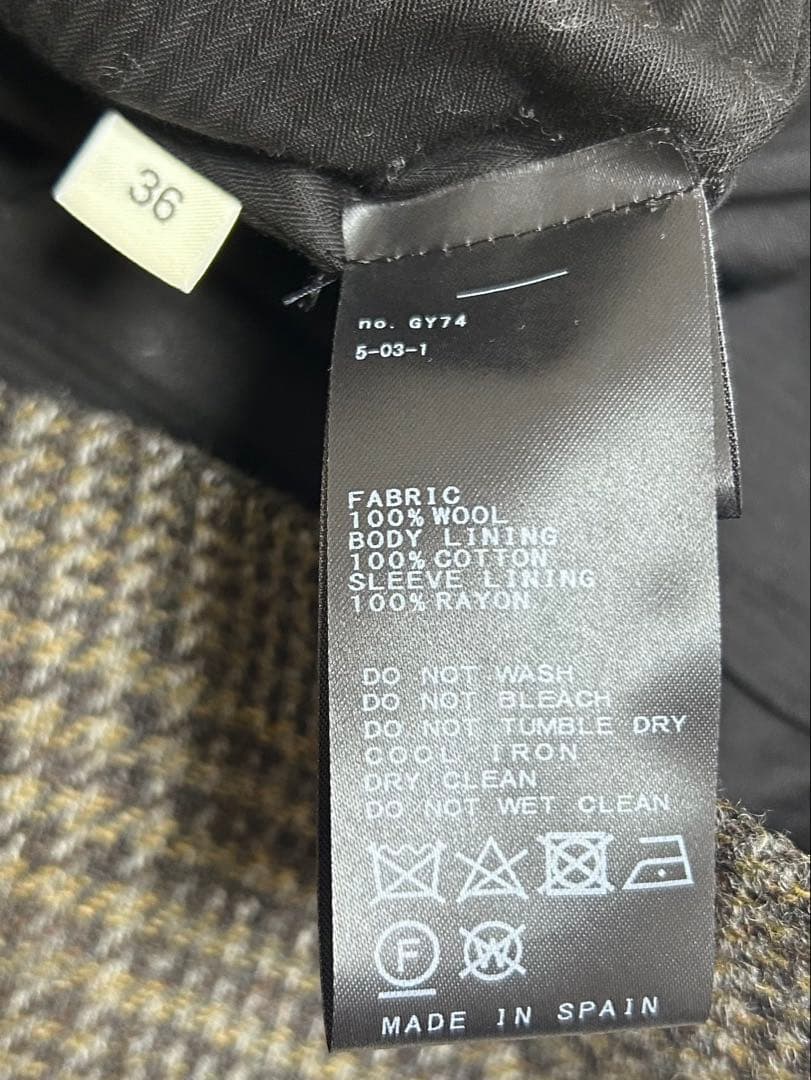 36
no. GY74
5-03-1
FABRIC
100% WOOL
BODY LINING
100% COTTON
SLEEVE LINING
100% RAYON
DO NOT WASH
DO NOT BLEACH
DO NOT TUMBLE DRY
COOL IRON
DRY CLEAN
DO NOT WET CLEAN
F W
MADE IN SPAIN